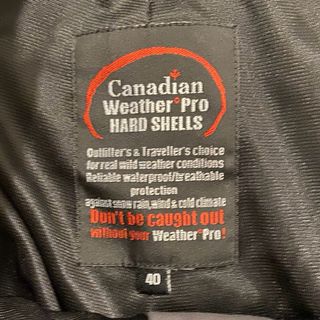 Canadian
Weather°Pro
HARD SHELLS
Outfitter's & Traveller's choice
for real wild weather conditions
Reliable waterproof/breathable
protection
against snow rain, wind & cold climate
Don't be caught out
without your Weather°Pro!
40